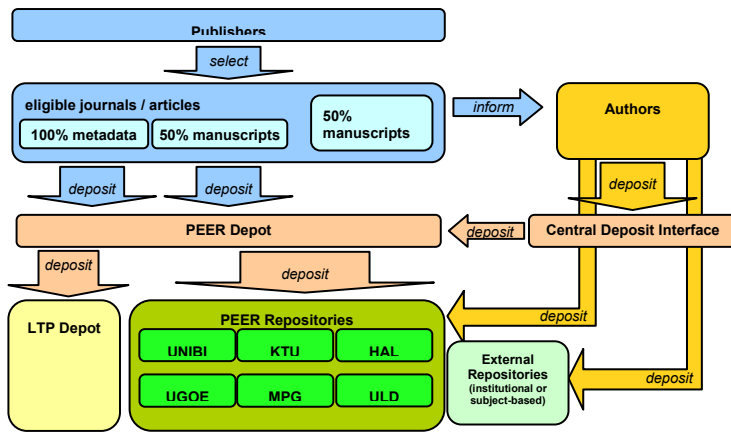 Publishers
select
eligible journals / articles
100% metadata
50% manuscripts
50%
manuscripts
inform
Authors
deposit
deposit
deposit
PEER Depot
deposit
Central Deposit Interface
deposit
deposit
LTP Depot
PEER Repositories
UNIBI
KTU
HAL
UGOE
MPG
ULD
deposit
External
Repositories
(institutional or
subject-based)
deposit